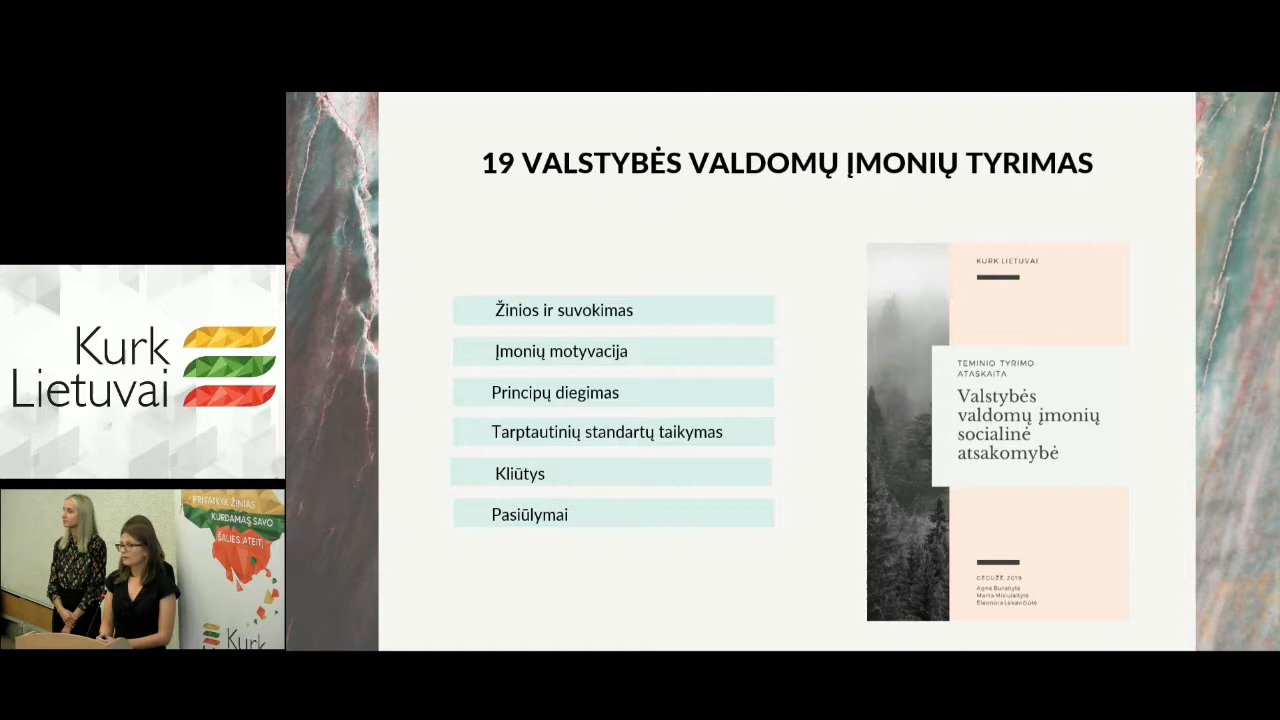 19 VALSTYBĖS VALDOMŲ ĮMONIŲ TYRIMAS
Žinios ir suvokimas
Įmonių motyvacija
Principų diegimas
Tarptautinių standartų taikymas
Kliūtys
Pasiūlymai
KURK LIETUVAI
TEMINIO TYRIMO
ATASKAITA
Valstybės
valdomų įmonių
socialinė
atsakomybė
GEGUŽĖ, 2019
Agnė Buraitytė
Marta Misiulaitytė
Eleonora Lekavičiūtė
Kurk
Lietuvai
PRITAIKYK ŽINIAS
KURDAMAS SAVO
ŠALIES ATEITĮ
Kurk